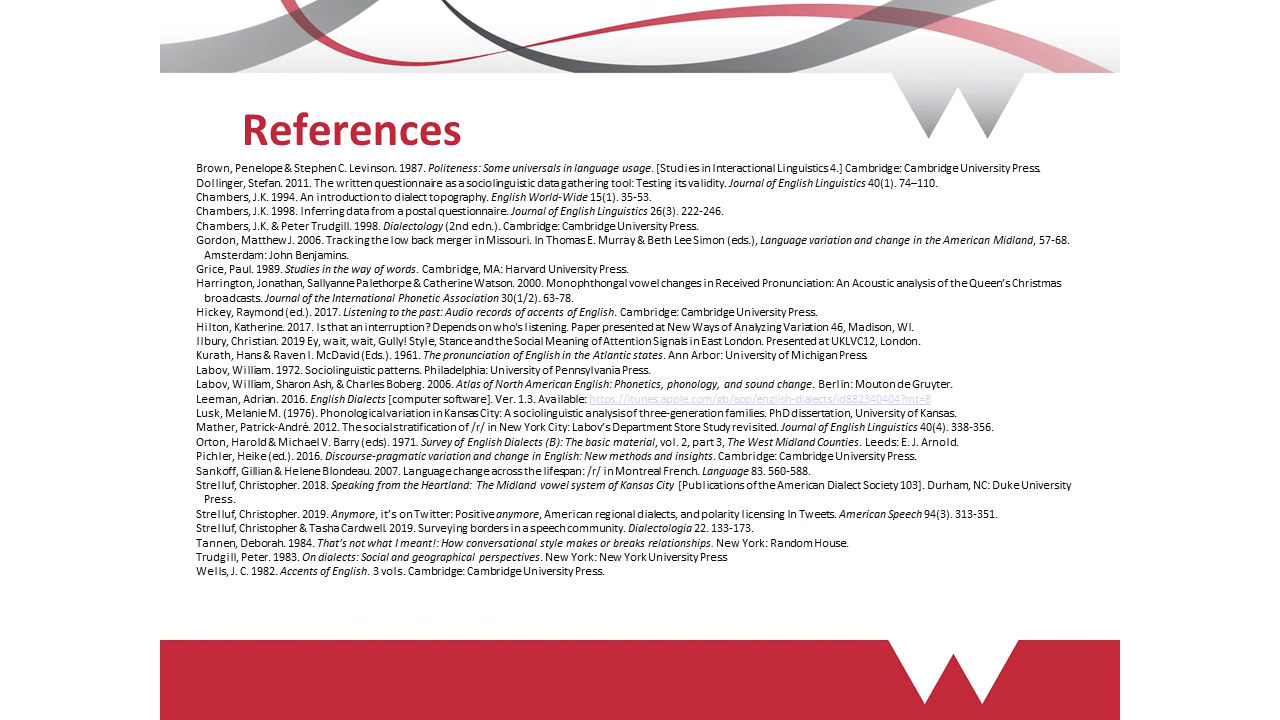 References
Brown, Penelope & Stephen C. Levinson. 1987. Politeness: Some universals in language usage. [Studies in Interactional Linguistics 4.] Cambridge: Cambridge University Press.
Dollinger, Stefan. 2011. The written questionnaire as a sociolinguistic data gathering tool: Testing its validity. Journal of English Linguistics 40(1). 74–110.
Chambers, J.K. 1994. An introduction to dialect topography. English World-Wide 15(1). 35-53.
Chambers, J.K. 1998. Inferring data from a postal questionnaire. Journal of English Linguistics 26(3). 222-246.
Chambers, J.K. & Peter Trudgill. 1998. Dialectology (2nd edn.). Cambridge: Cambridge University Press.
Gordon, Matthew J. 2006. Tracking the low back merger in Missouri. In Thomas E. Murray & Beth Lee Simon (eds.), Language variation and change in the American Midland, 57-68.
Amsterdam: John Benjamins.
Grice, Paul. 1989. Studies in the way of words. Cambridge, MA: Harvard University Press.
Harrington, Jonathan, Sallyanne Palethorpe & Catherine Watson. 2000. Monophthongal vowel changes in Received Pronunciation: An Acoustic analysis of the Queen's Christmas
broadcasts. Journal of the International Phonetic Association 30(1/2). 63-78.
Hickey, Raymond (ed.). 2017. Listening to the past: Audio records of accents of English. Cambridge: Cambridge University Press.
Hilton, Katherine. 2017. Is that an interruption? Depends on who's listening. Paper presented at New Ways of Analyzing Variation 46, Madison, WI.
Ilbury, Christian. 2019 Ey, wait, wait, Gully! Style, Stance and the Social Meaning of Attention Signals in East London. Presented at UKLVC12, London.
Kurath, Hans & Raven I. McDavid (Eds.). 1961. The pronunciation of English in the Atlantic states. Ann Arbor: University of Michigan Press.
Labov, William. 1972. Sociolinguistic patterns. Philadelphia: University of Pennsylvania Press.
Labov, William, Sharon Ash, & Charles Boberg. 2006. Atlas of North American English: Phonetics, phonology, and sound change. Berlin: Mouton de Gruyter.
Leeman, Adrian. 2016. English Dialects [computer software]. Ver. 1.3. Available: https://itunes.apple.com/gb/app/english-dialects/id882340404?mt=8
Lusk, Melanie M. (1976). Phonological variation in Kansas City: A sociolinguistic analysis of three-generation families. PhD dissertation, University of Kansas.
Mather, Patrick-André. 2012. The social stratification of /r/ in New York City: Labov's Department Store Study revisited. Journal of English Linguistics 40(4). 338-356.
Orton, Harold & Michael V. Barry (eds). 1971. Survey of English Dialects (B): The basic material, vol. 2, part 3, The West Midland Counties. Leeds: E. J. Arnold.
Pichler, Heike (ed.). 2016. Discourse-pragmatic variation and change in English: New methods and insights. Cambridge: Cambridge University Press.
Sankoff, Gillian & Helene Blondeau. 2007. Language change across the lifespan: /r/ in Montreal French. Language 83. 560-588.
Strelluf, Christopher. 2018. Speaking from the Heartland: The Midland vowel system of Kansas City [Publications of the American Dialect Society 103]. Durham, NC: Duke University
Press.
Strelluf, Christopher. 2019. Anymore, it's on Twitter: Positive anymore, American regional dialects, and polarity licensing In Tweets. American Speech 94(3). 313-351.
Strelluf, Christopher & Tasha Cardwell. 2019. Surveying borders in a speech community. Dialectologia 22. 133-173.
Tannen, Deborah. 1984. That's not what I meant!: How conversational style makes or breaks relationships. New York: Random House.
Trudgill, Peter. 1983. On dialects: Social and geographical perspectives. New York: New York University Press
Wells, J. C. 1982. Accents of English. 3 vols. Cambridge: Cambridge University Press.